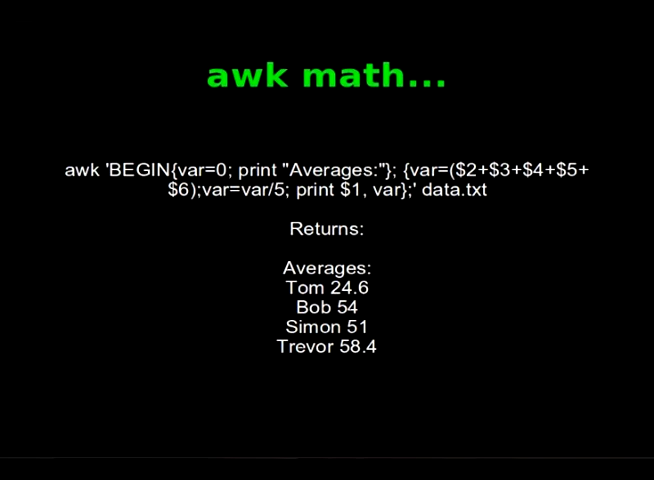 awk math...
awk 'BEGIN{var=0; print "Averages:"}; {var=($2+$3+$4+$5+
$6);var=var/5; print $1, var};' data.txt
Returns:
Averages:
Tom 24.6
Bob 54
Simon 51
Trevor 58.4